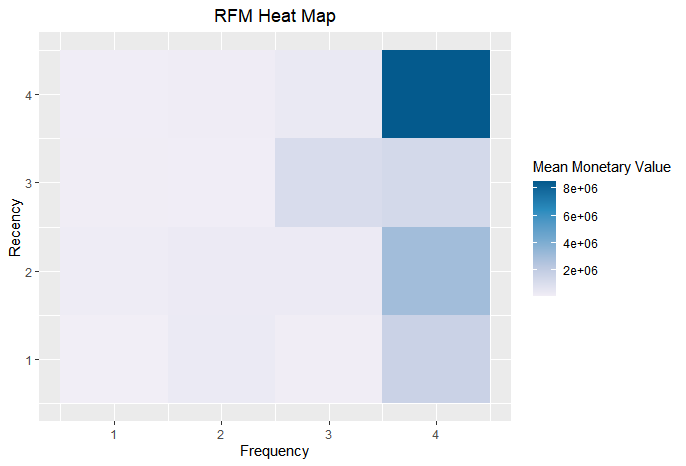 RFM Heat Map
Recency
4
3
2
1
1 2 3 4
Frequency
Mean Monetary Value
8e+06
6e+06
4e+06
2e+06